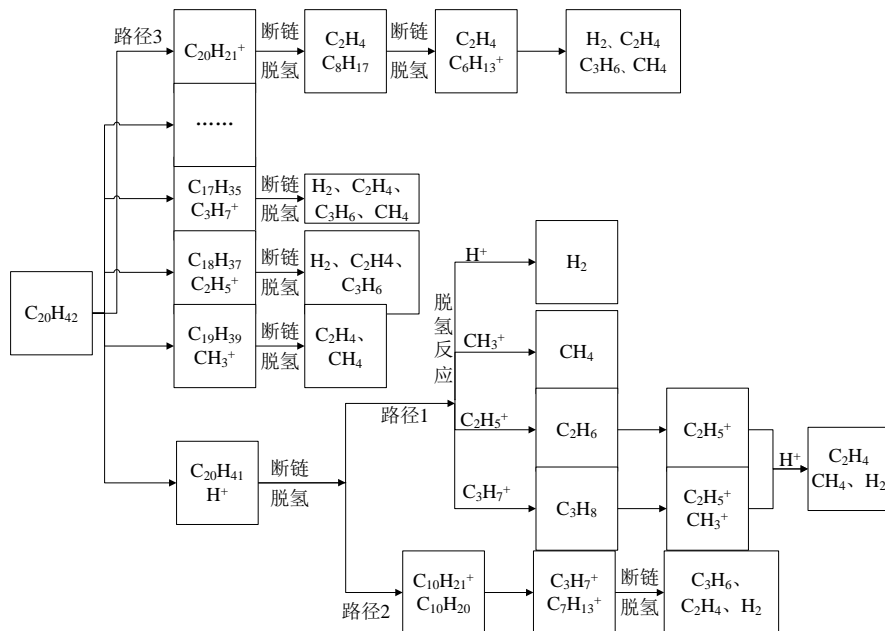 路径3
C₂₀H₂₁⁺
断链
脱氢
C₂H₄
C₈H₁₇
断链
脱氢
C₂H₄
C₆H₁₃⁺
H₂、C₂H₄
C₃H₆、CH₄
……
C₁₇H₃₅
C₃H₇⁺
断链
脱氢
H₂、C₂H₄、
C₃H₆、CH₄
C₁₈H₃₇
C₂H₅⁺
断链
脱氢
H₂、C₂H4、
C₃H₆
C₂₀H₄₂
C₁₉H₃₉
CH₃⁺
断链
脱氢
C₂H₄、
CH₄
C₂₀H₄₁
H⁺
断链
脱氢
路径1
脱氢反应
H⁺
H₂
CH₃⁺
CH₄
C₂H₅⁺
C₂H₆
C₂H₅⁺
C₃H₇⁺
C₃H₈
C₂H₅⁺
CH₃⁺
H⁺
C₂H₄
CH₄、H₂
路径2
C₁₀H₂₁⁺
C₁₀H₂₀
C₃H₇⁺
C₇H₁₃⁺
断链
脱氢
C₃H₆、
C₂H₄、H₂